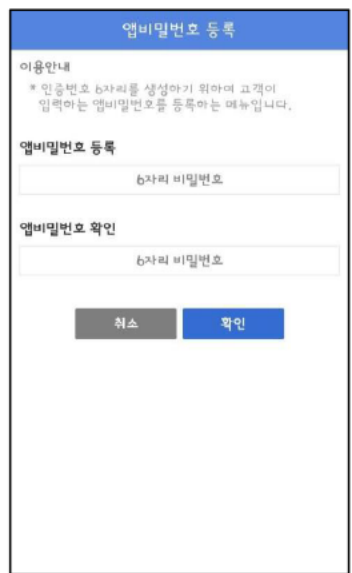 앱비밀번호 등록
이용안내
* 인증번호 6자리를 생성하기 위하여 고객이
입력하는 앱비밀번호를 등록하는 메뉴입니다.
앱비밀번호 등록
6자리 비밀번호
앱비밀번호 확인
6자리 비밀번호
취소 확인